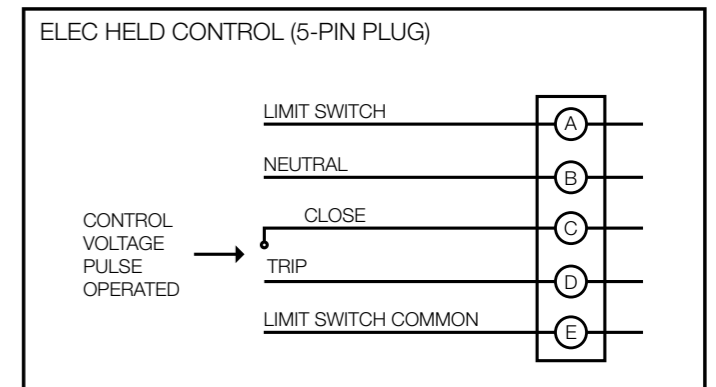 ELEC HELD CONTROL (5-PIN PLUG)
LIMIT SWITCH
A
NEUTRAL
B
CLOSE
C
CONTROL
VOLTAGE
PULSE
OPERATED
TRIP
D
LIMIT SWITCH COMMON
E